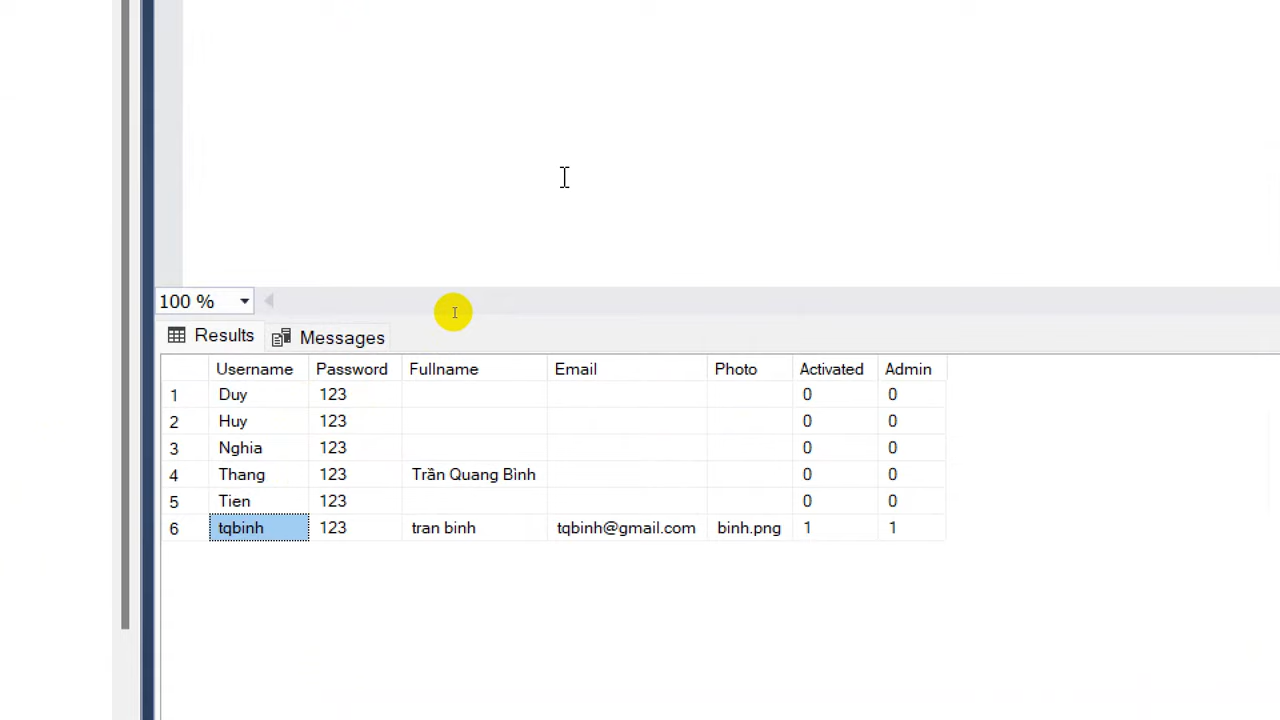 100 %
Results Messages
Username Password Fullname Email Photo Activated Admin
1 Duy 123 0 0
2 Huy 123 0 0
3 Nghia 123 0 0
4 Thang 123 Trần Quang Bình 0 0
5 Tien 123 0 0
6 tqbinh 123 tran binh tqbinh@gmail.com binh.png 1 1